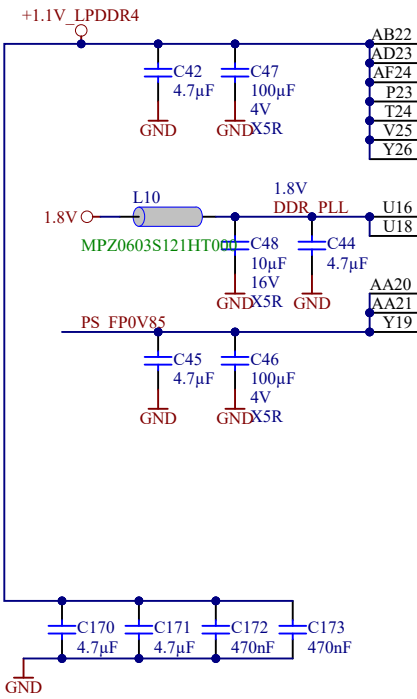 +1.1V_LPDDR4
AB22
AD23
AF24
P23
T24
V25
Y26
C42
4.7µF
GND
C47
100µF
4V
X5R
GND
1.8V
L10
MPZ0603S121HT000
1.8V
DDR_PLL
U16
U18
C48
10µF
16V
X5R
GND
C44
4.7µF
GND
AA20
AA21
Y19
PS_FP0V85
C45
4.7µF
GND
C46
100µF
4V
X5R
GND
C170
4.7µF
C171
4.7µF
C172
470nF
C173
470nF
GND